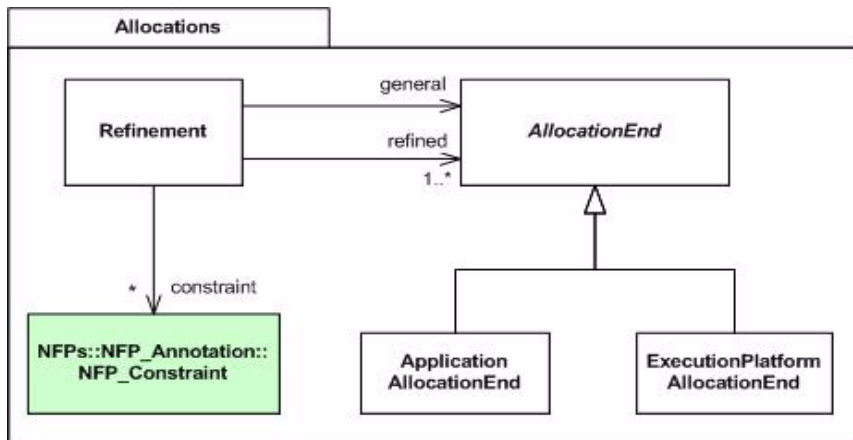 Allocations
general
Refinement
AllocationEnd
refined
1..*
* constraint
NFPs::NFP_Annotation::
NFP_Constraint
Application
AllocationEnd
ExecutionPlatform
AllocationEnd